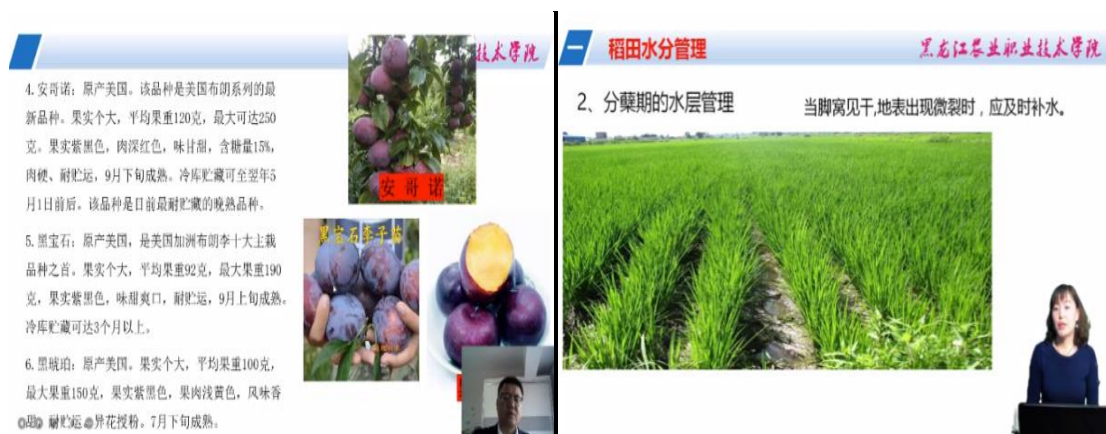 技术学院
4.安哥诺：原产美国。该品种是美国布朗系列的最
新品种。果实个大，平均果重120克，最大可达250
克。果实紫黑色，肉深红色，味甘甜，含糖量15%，
肉硬、耐贮运，9月下旬成熟。冷库贮藏可至翌年5
月1日前后。该品种是目前最耐贮藏的晚熟品种。
安哥诺
5.黑宝石：原产美国，是美国加洲布朗李十大主栽
品种之首。果实个大，平均果重92克，最大果重190
克，果实紫黑色，味甜爽口，耐贮运，9月上旬成熟。
冷库贮藏可达3个月以上。
黑宝石李子苗
6.黑琥珀：原产美国。果实个大，平均果重100克，
最大果重150克，果实紫黑色，果肉浅黄色，风味香
耐贮运。异花授粉。7月下旬成熟。
一 稻田水分管理
黑龙江农业职业技术学院
2、分蘖期的水层管理
当脚窝见干,地表出现微裂时，应及时补水。